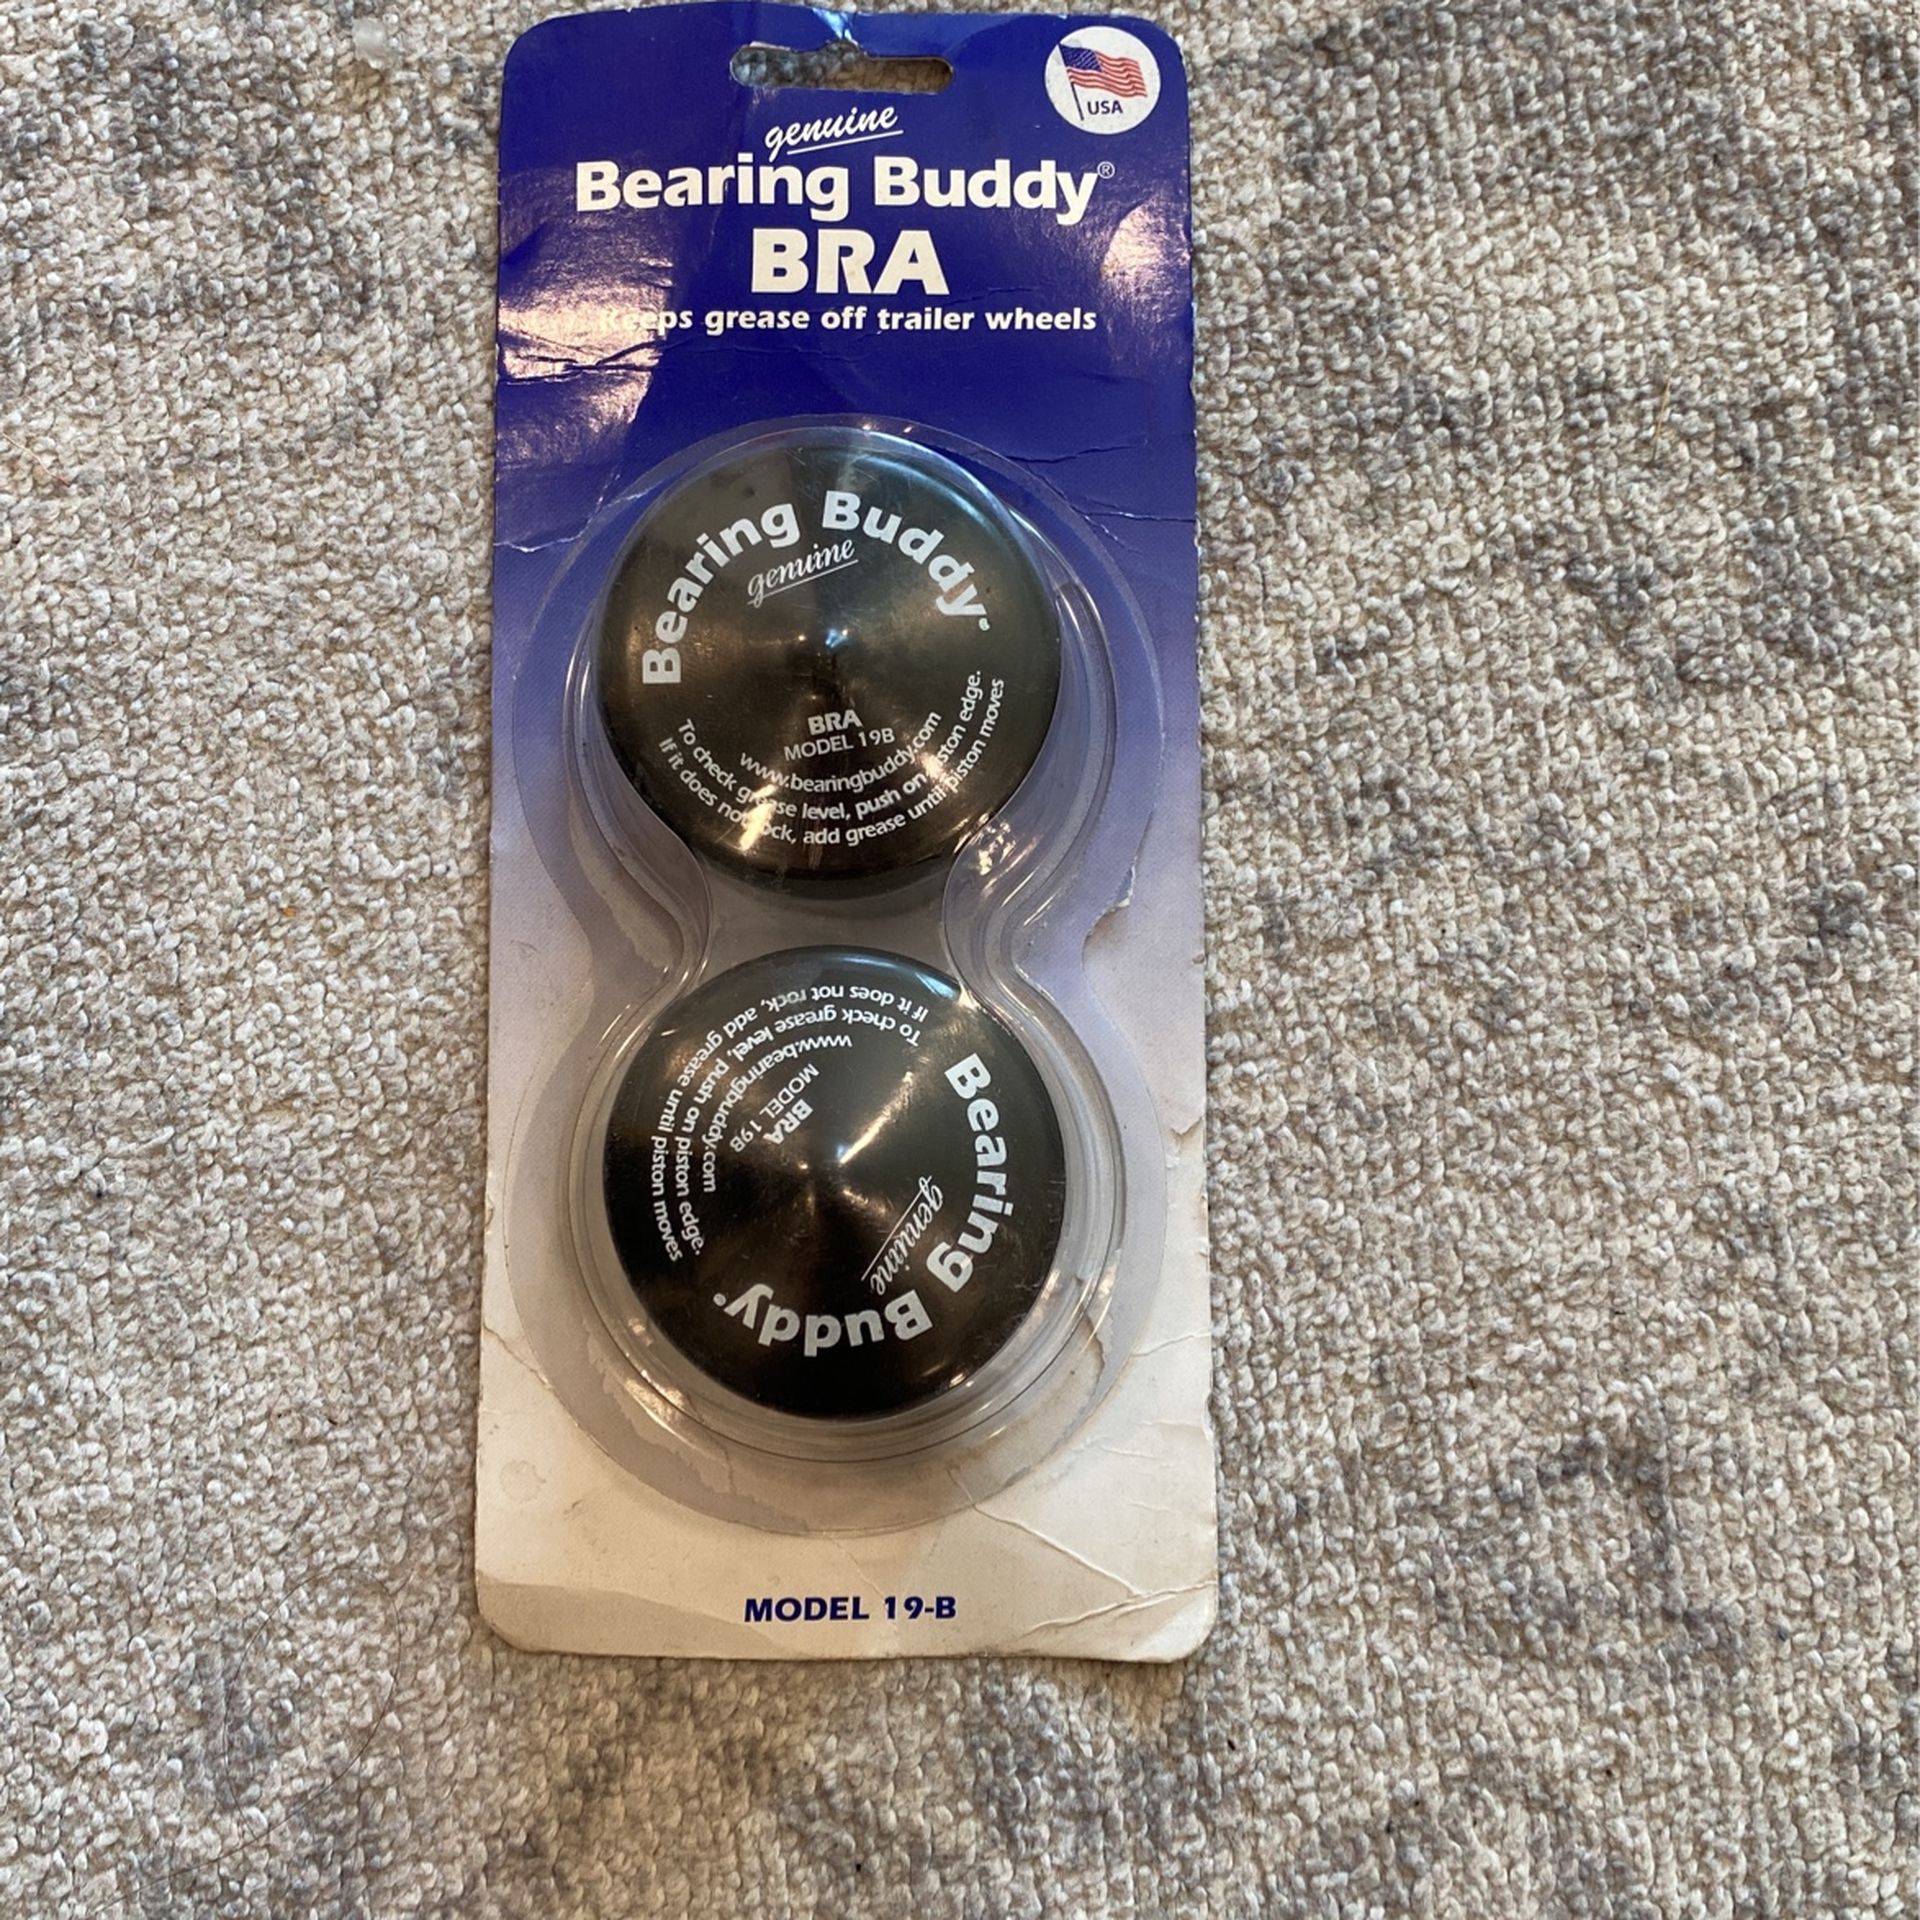 USA
genuine
Bearing Buddy®
BRA
Keeps grease off trailer wheels
Bearing Buddy®
genuine
BRA
MODEL 19B
www.bearingbuddy.com
To check grease level, push on piston edge.
If it does not rock, add grease until piston moves
Bearing Buddy®
genuine
BRA
MODEL 19B
www.bearingbuddy.com
To check grease level, push on piston edge.
If it does not rock, add grease until piston moves
MODEL 19-B